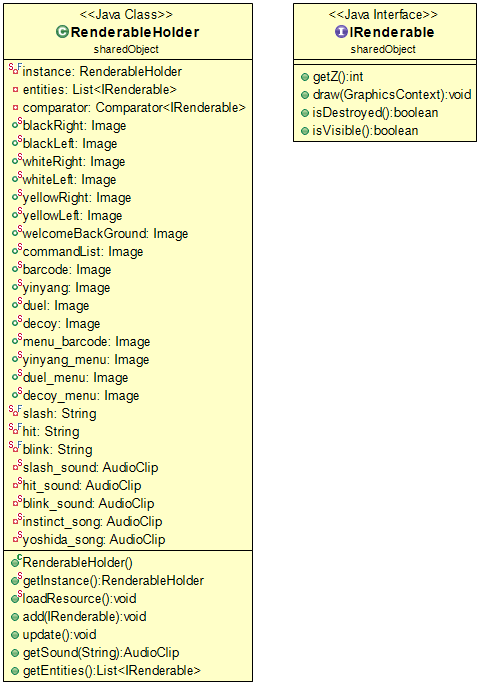 <<Java Class>>
RenderableHolder
sharedObject
instance: RenderableHolder
entities: List<IRenderable>
comparator: Comparator<IRenderable>
blackRight: Image
blackLeft: Image
whiteRight: Image
whiteLeft: Image
yellowRight: Image
yellowLeft: Image
welcomeBackGround: Image
commandList: Image
barcode: Image
yinyang: Image
duel: Image
decoy: Image
menu_barcode: Image
yinyang_menu: Image
duel_menu: Image
decoy_menu: Image
slash: String
hit: String
blink: String
slash_sound: AudioClip
hit_sound: AudioClip
blink_sound: AudioClip
instinct_song: AudioClip
yoshida_song: AudioClip
RenderableHolder()
getInstance():RenderableHolder
loadResource():void
add(IRenderable):void
update():void
getSound(String):AudioClip
getEntities():List<IRenderable>
<<Java Interface>>
IRenderable
sharedObject
getZ():int
draw(GraphicsContext):void
isDestroyed():boolean
isVisible():boolean